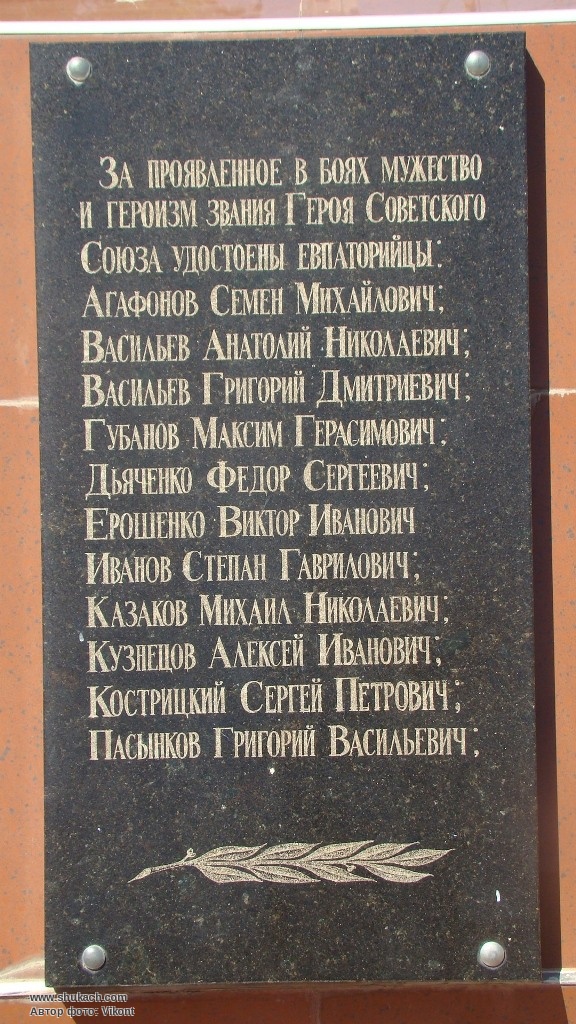 За проявленное в боях мужество
и героизм звания Героя Советского
Союза удостоены евпаторийцы:
Агафонов Семен Михайлович;
Васильев Анатолий Николаевич;
Васильев Григорий Дмитриевич;
Губанов Максим Герасимович;
Дьяченко Федор Сергеевич;
Ерошенко Виктор Иванович
Иванов Степан Гаврилович;
Казаков Михаил Николаевич;
Кузнецов Алексей Иванович;
Кострицкий Сергей Петрович;
Пасынков Григорий Васильевич;
www.shukach.com
Автор фото: Vikont